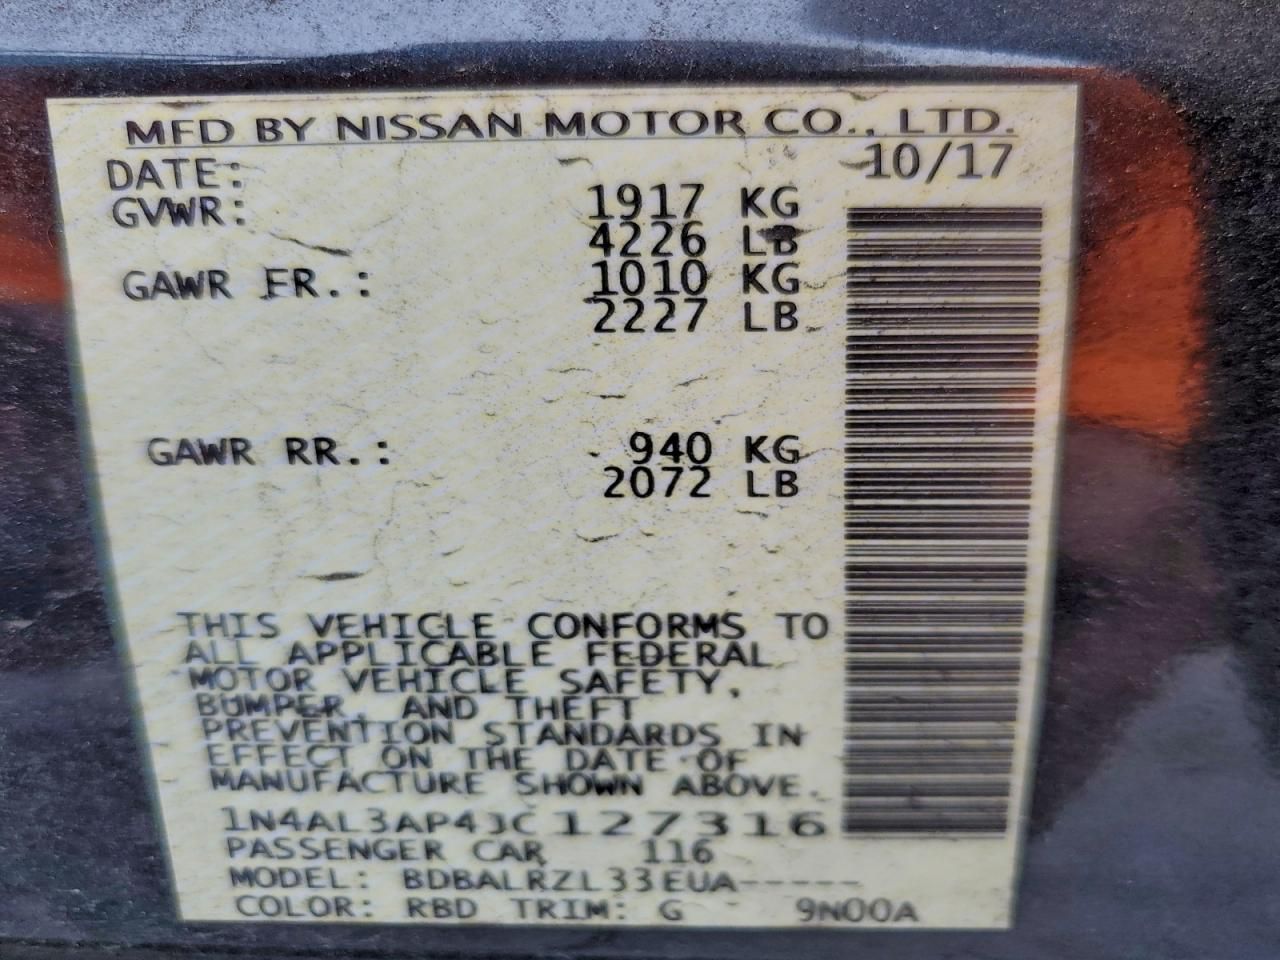 MFD BY NISSAN MOTOR CO., LTD.
DATE: 10/17
GVWR: 1917 KG
4226 LB
GAWR FR.: 1010 KG
2227 LB
GAWR RR.: 940 KG
2072 LB
THIS VEHICLE CONFORMS TO
ALL APPLICABLE FEDERAL
MOTOR VEHICLE SAFETY,
BUMPER, AND THEFT
PREVENTION STANDARDS IN
EFFECT ON THE DATE OF
MANUFACTURE SHOWN ABOVE.
1N4AL3AP4JC127316
PASSENGER CAR 116
MODEL: BDBALRZL33EUA-----
COLOR: RBD TRIM: G 9N00A